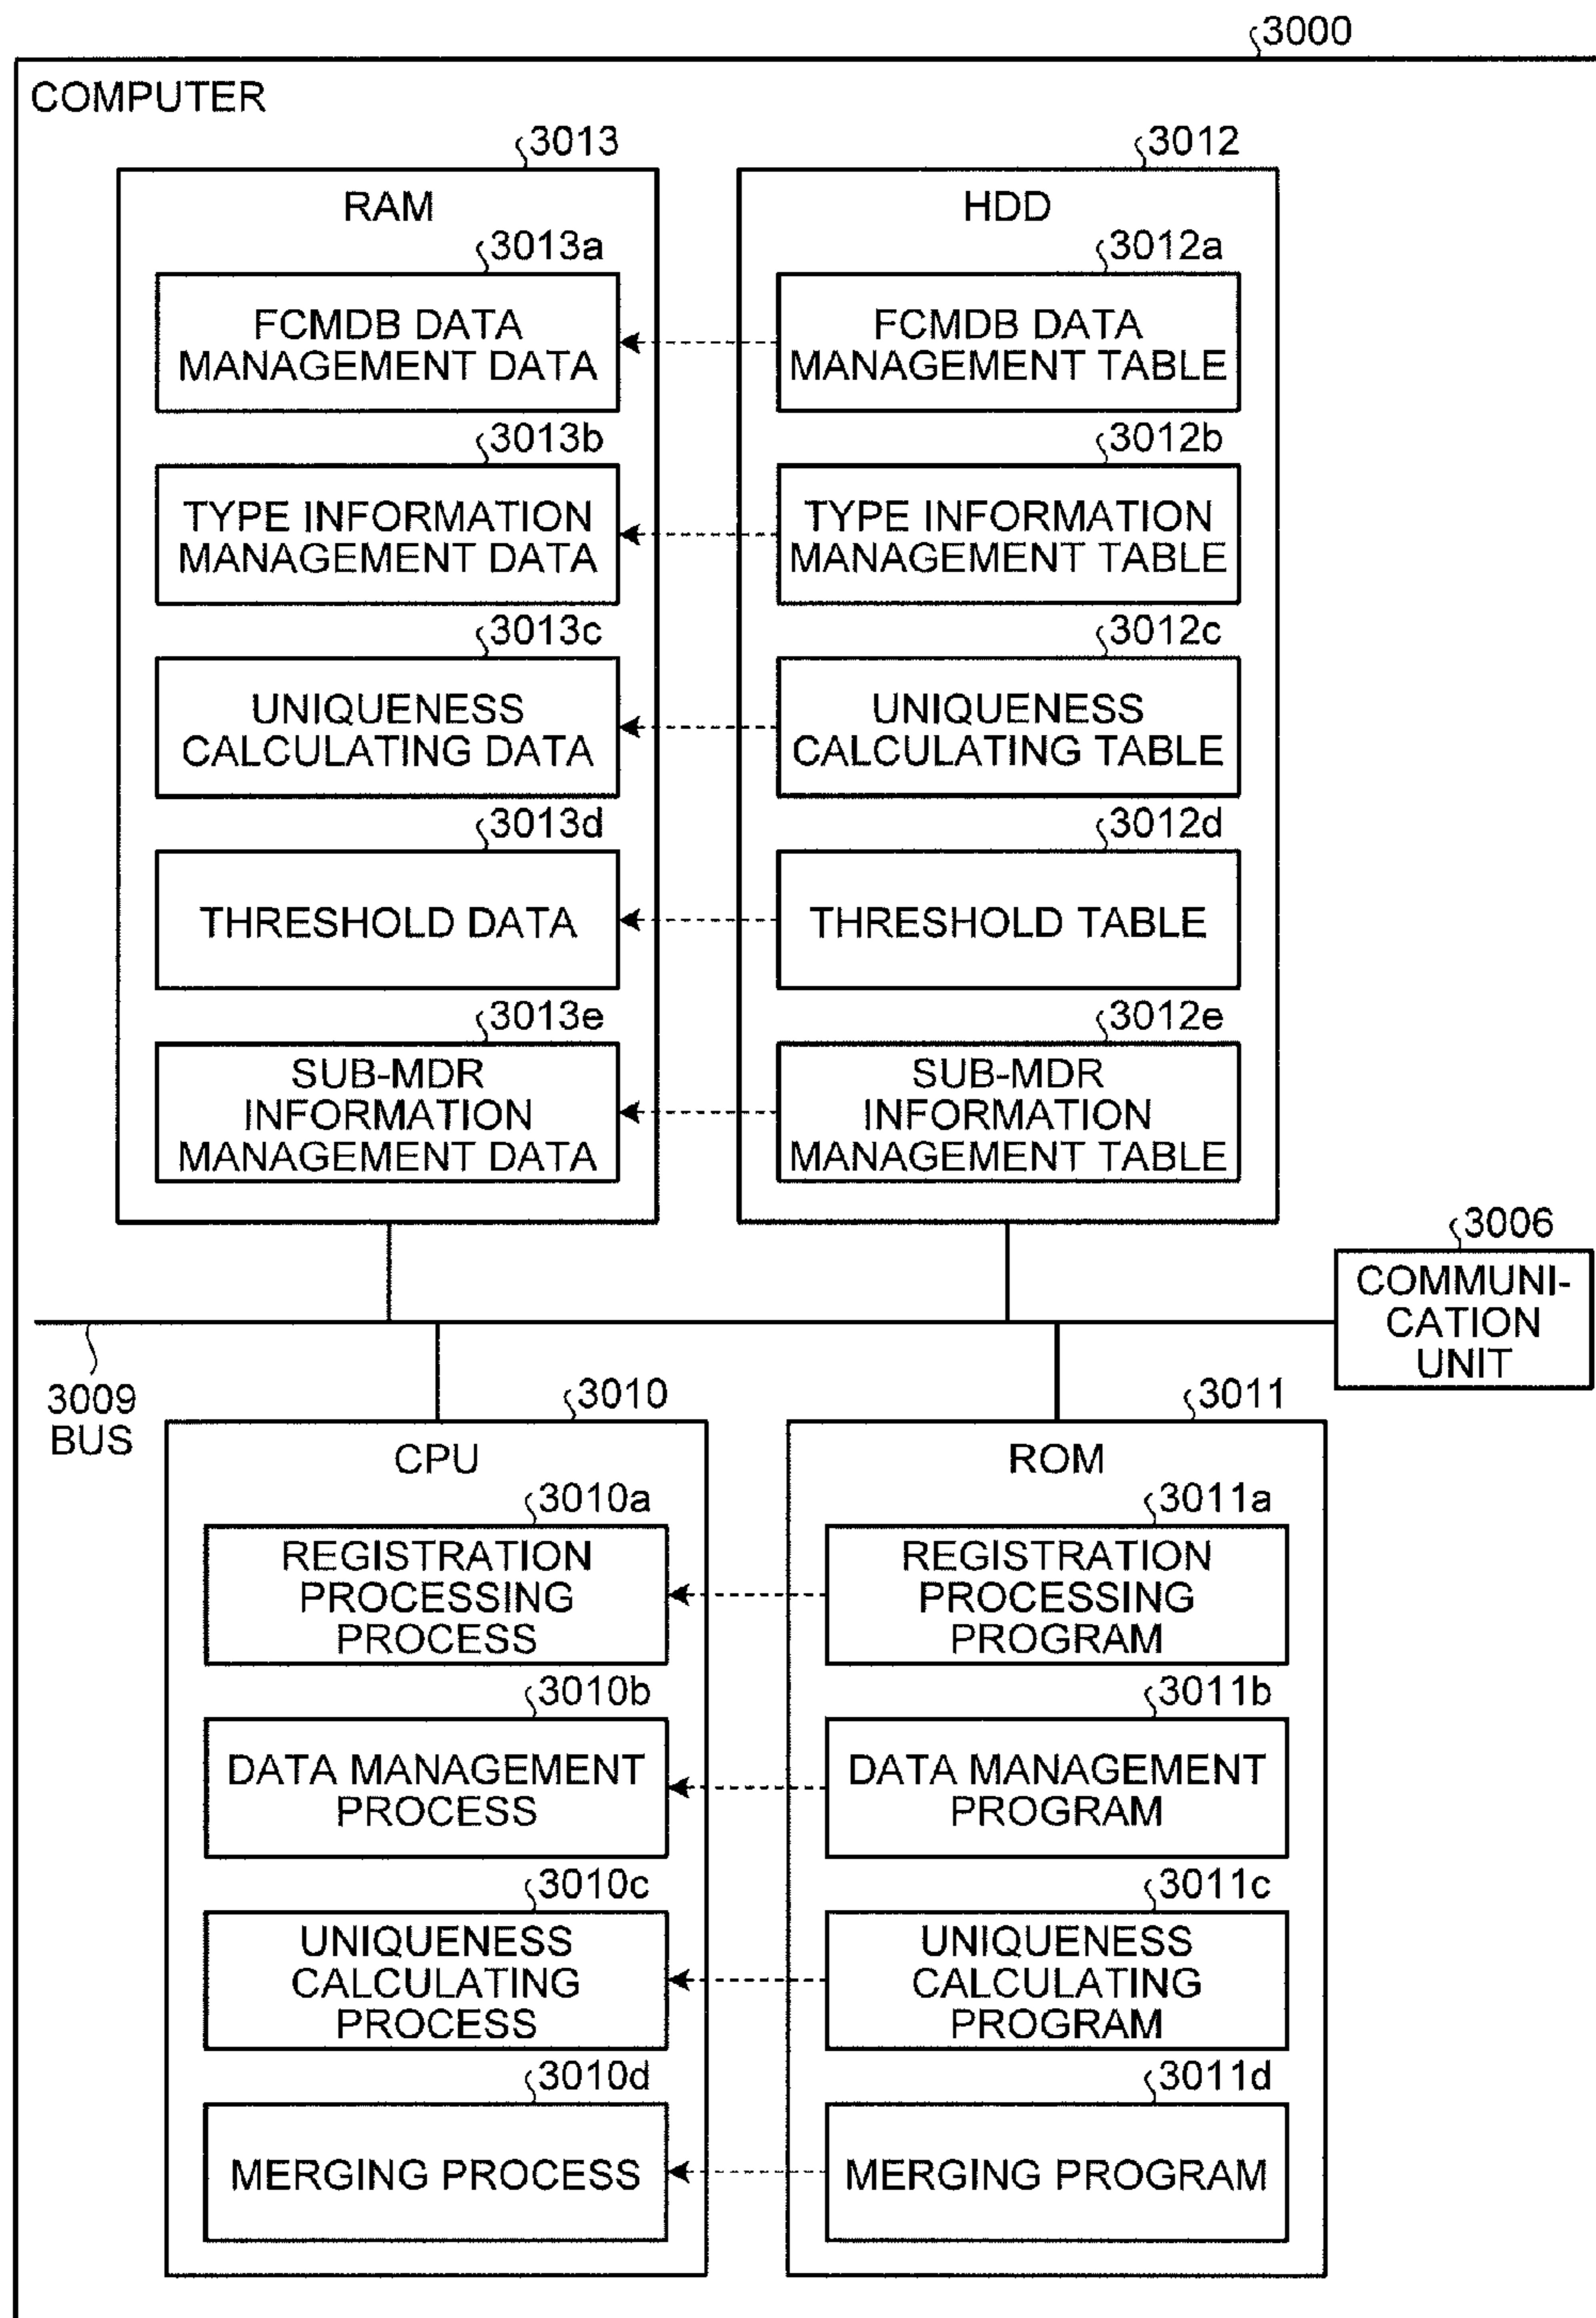 3000
COMPUTER
3013
RAM
3013a
FCMDB DATA
MANAGEMENT DATA
3013b
TYPE INFORMATION
MANAGEMENT DATA
3013c
UNIQUENESS
CALCULATING DATA
3013d
THRESHOLD DATA
3013e
SUB-MDR
INFORMATION
MANAGEMENT DATA
3012
HDD
3012a
FCMDB DATA
MANAGEMENT TABLE
3012b
TYPE INFORMATION
MANAGEMENT TABLE
3012c
UNIQUENESS
CALCULATING TABLE
3012d
THRESHOLD TABLE
3012e
SUB-MDR
INFORMATION
MANAGEMENT TABLE
3006
COMMUNI-
CATION
UNIT
3009
BUS
3010
CPU
3010a
REGISTRATION
PROCESSING
PROCESS
3010b
DATA MANAGEMENT
PROCESS
3010c
UNIQUENESS
CALCULATING
PROCESS
3010d
MERGING PROCESS
3011
ROM
3011a
REGISTRATION
PROCESSING
PROGRAM
3011b
DATA MANAGEMENT
PROGRAM
3011c
UNIQUENESS
CALCULATING
PROGRAM
3011d
MERGING PROGRAM